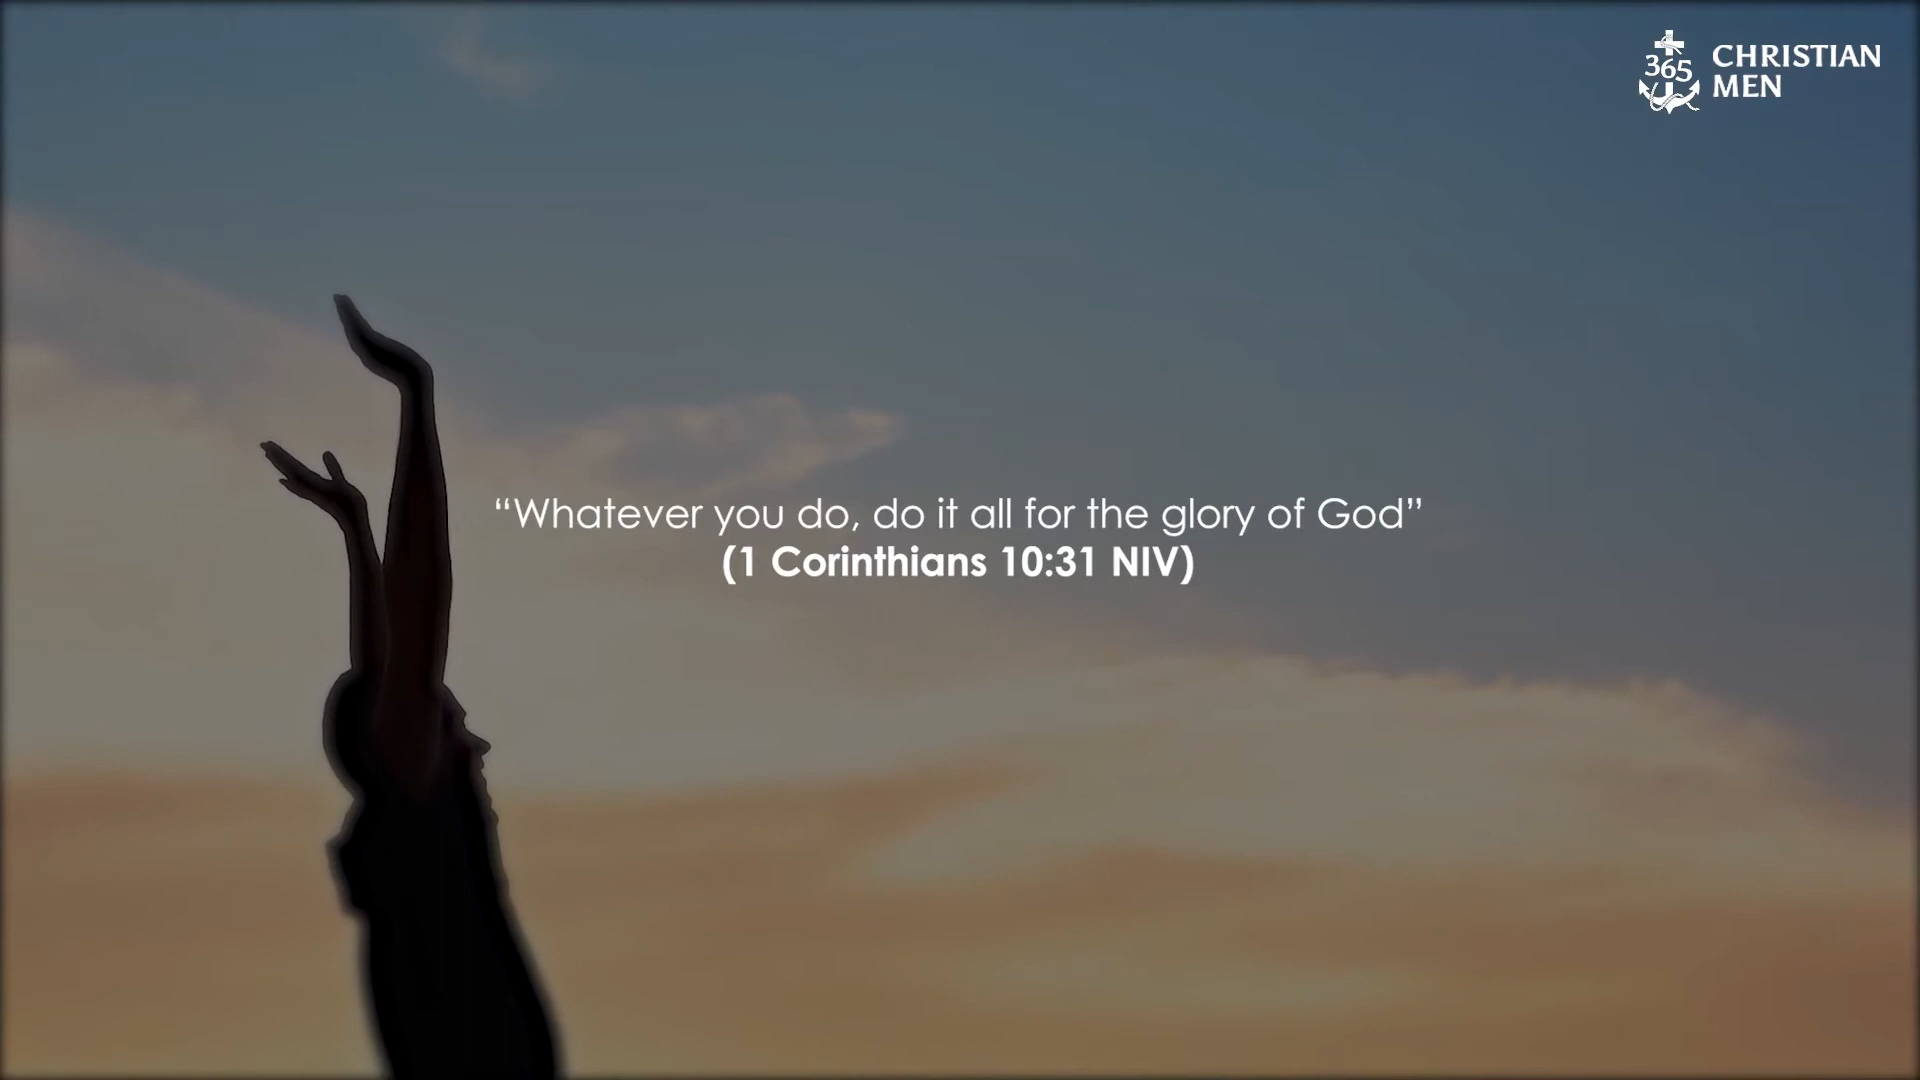 365
CHRISTIAN
MEN
“Whatever you do, do it all for the glory of God”
(1 Corinthians 10:31 NIV)